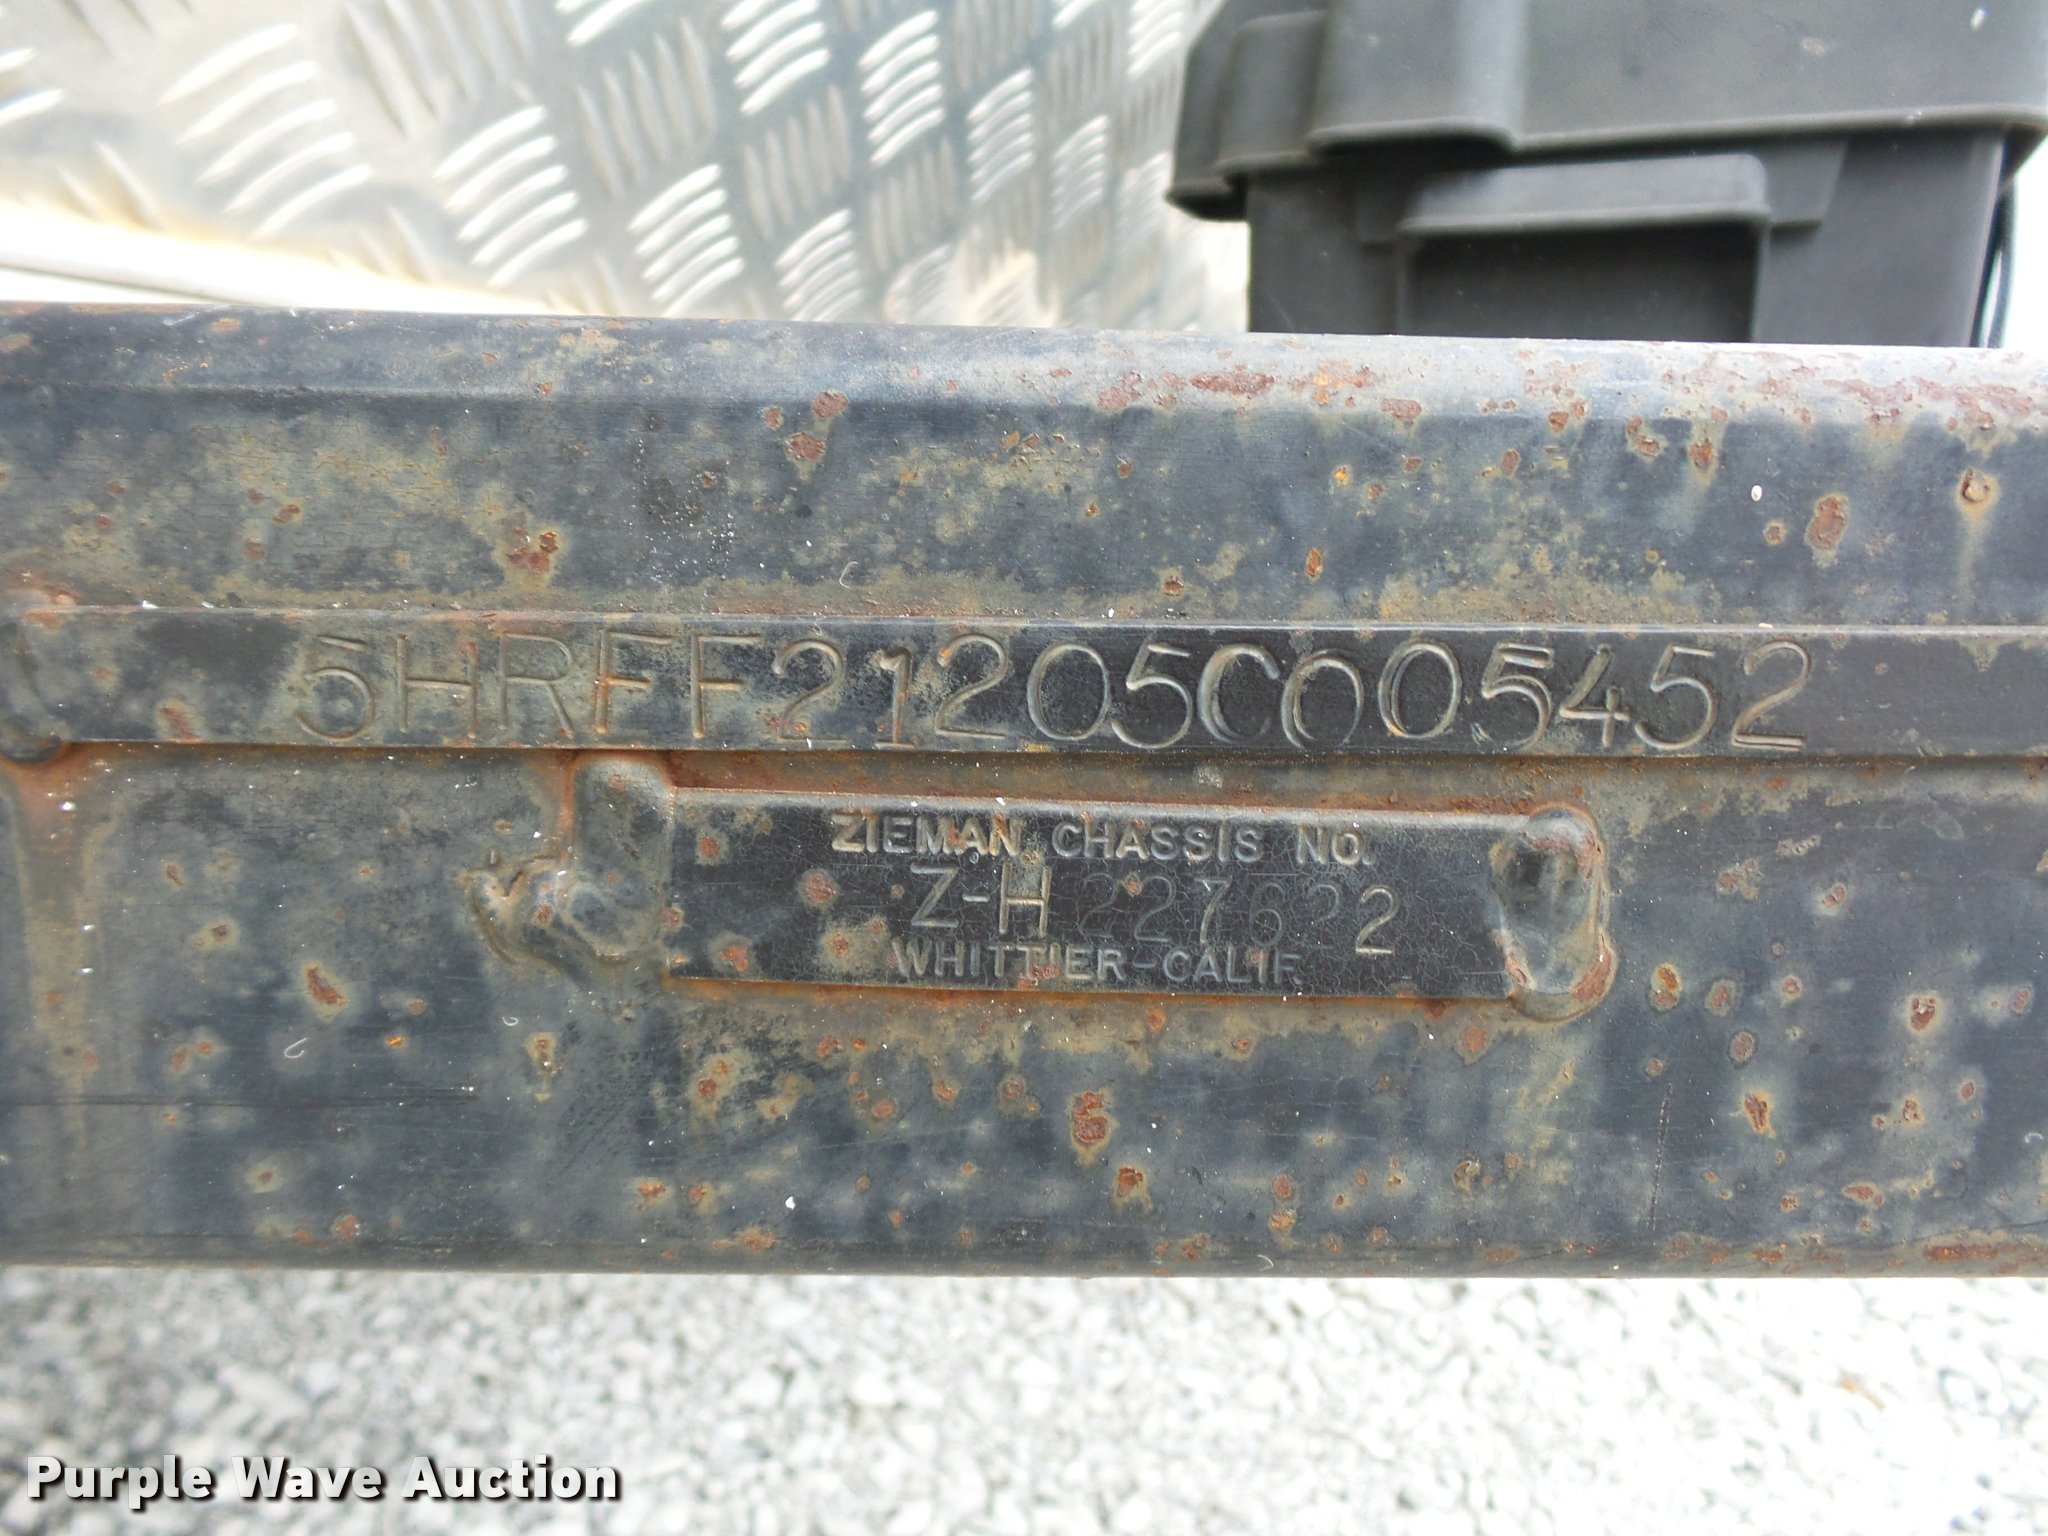 5HRFF21205C005452
ZIEMAN CHASSIS NO.
Z-H 227622
WHITTIER-CALIF.
Purple Wave Auction